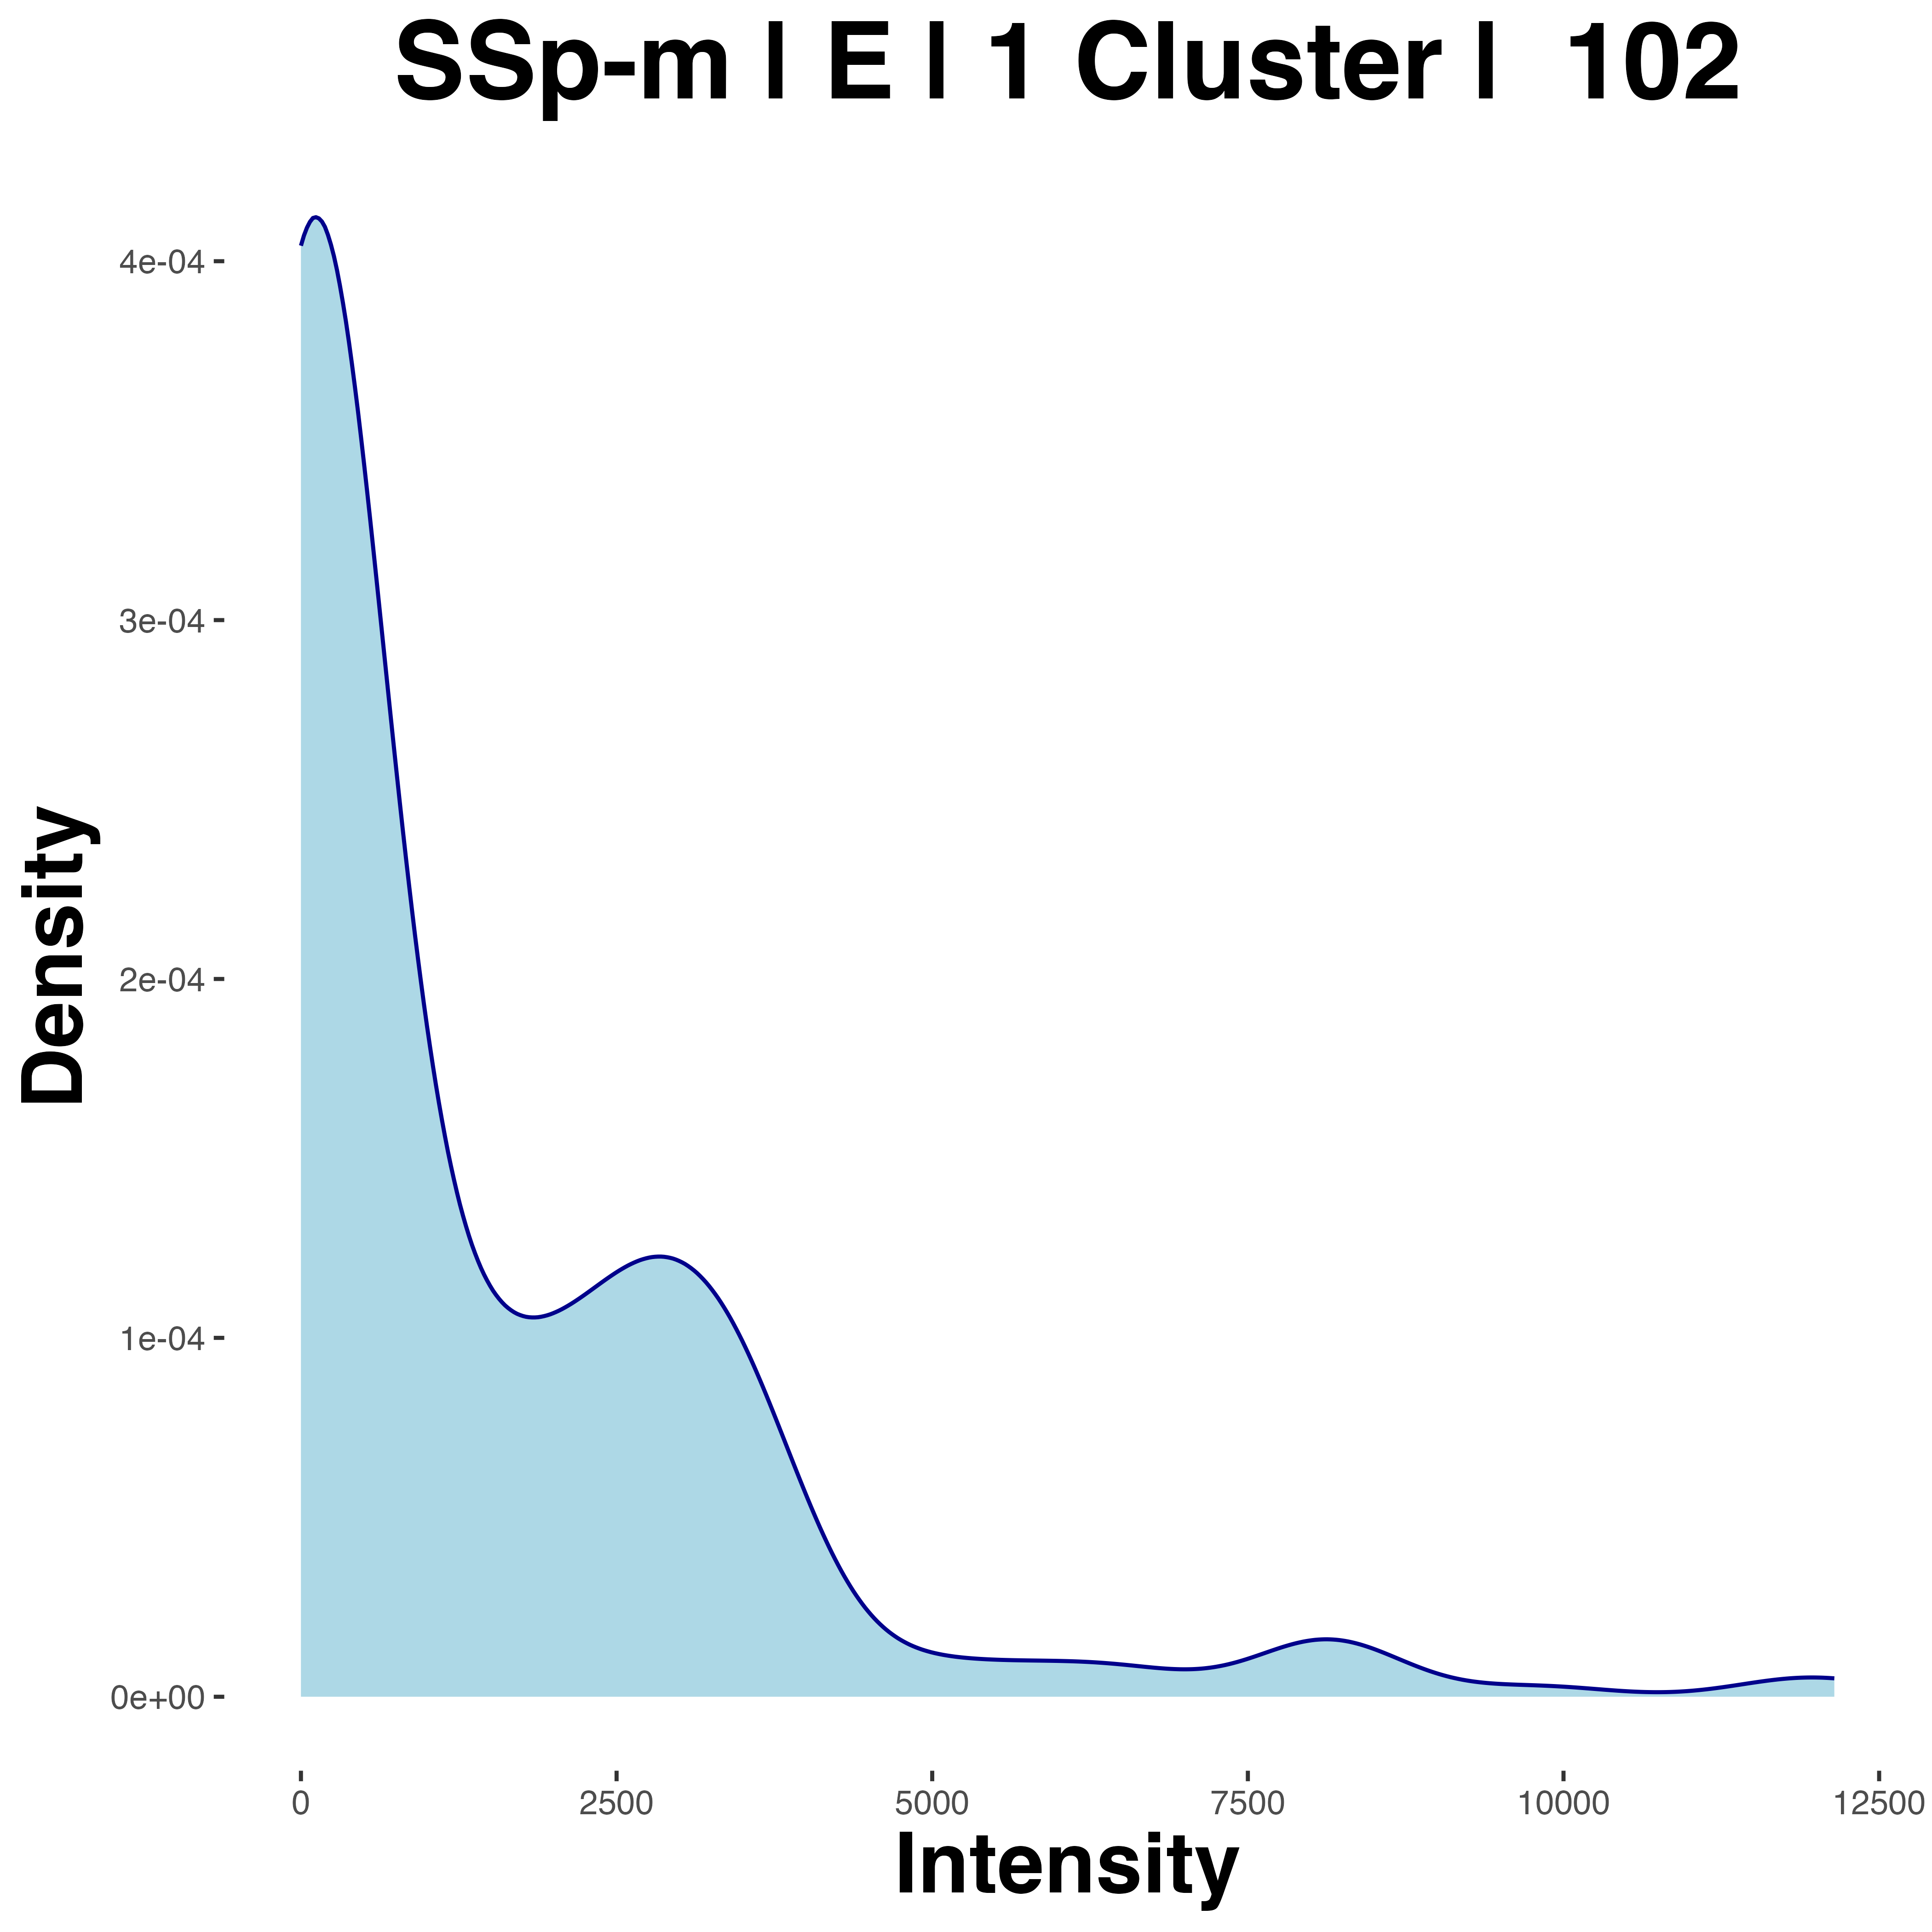 SSp-m | E | 1 Cluster | 102
4e-04
3e-04
2e-04
1e-04
0e+00
Density
0 2500 5000 7500 10000 12500
Intensity